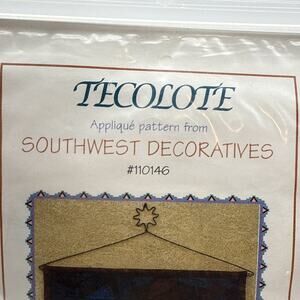 TECOLOTE
Appliqué pattern from
SOUTHWEST DECORATIVES
#110146